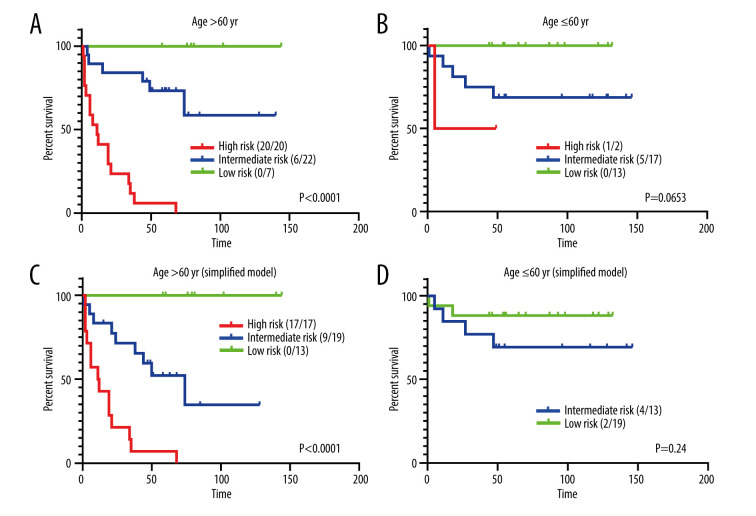 A
Age >60 yr
100
50
0
Percent survival
High risk (20/20)
Intermediate risk (6/22)
Low risk (0/7)
P<0.0001
0 50 100 150 200
Time
B
Age ≤60 yr
100
50
0
Percent survival
High risk (1/2)
Intermediate risk (5/17)
Low risk (0/13)
P=0.0653
0 50 100 150 200
Time
C
Age >60 yr (simplified model)
100
50
0
Percent survival
High risk (17/17)
Intermediate risk (9/19)
Low risk (0/13)
P<0.0001
0 50 100 150 200
Time
D
Age ≤60 yr (simplified model)
100
50
0
Percent survival
Intermediate risk (4/13)
Low risk (2/19)
P=0.24
0 50 100 150 200
Time